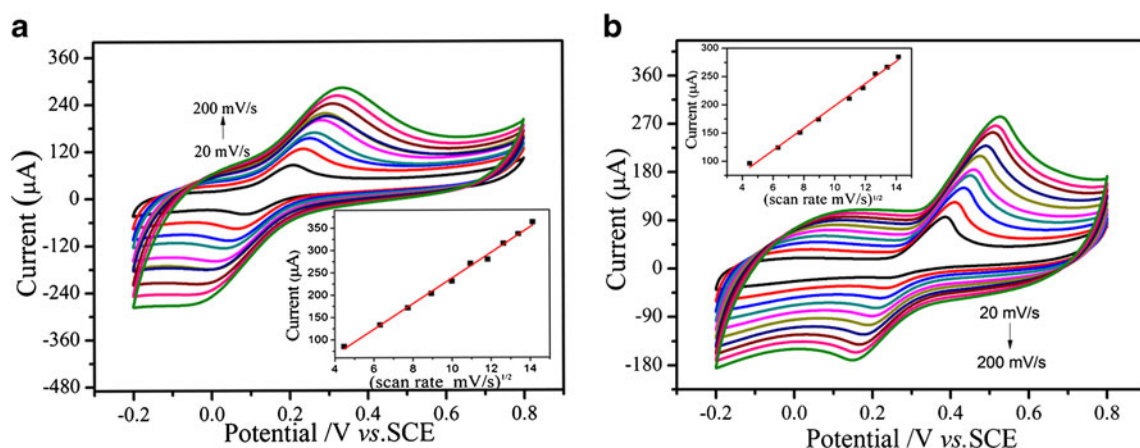 a
360
240
120
0
-120
-240
-360
-480
Current (µA)
200 mV/s
20 mV/s
-0.2 0.0 0.2 0.4 0.6 0.8
Potential /V vs.SCE
350
300
250
200
150
100
Current (µA)
4 6 8 10 12 14
(scan rate mV/s)1/2
b
360
270
180
90
0
-90
-180
Current (µA)
300
250
200
150
100
Current (µA)
4 6 8 10 12 14
(scan rate mV/s)1/2
20 mV/s
200 mV/s
-0.2 0.0 0.2 0.4 0.6 0.8
Potential /V vs.SCE